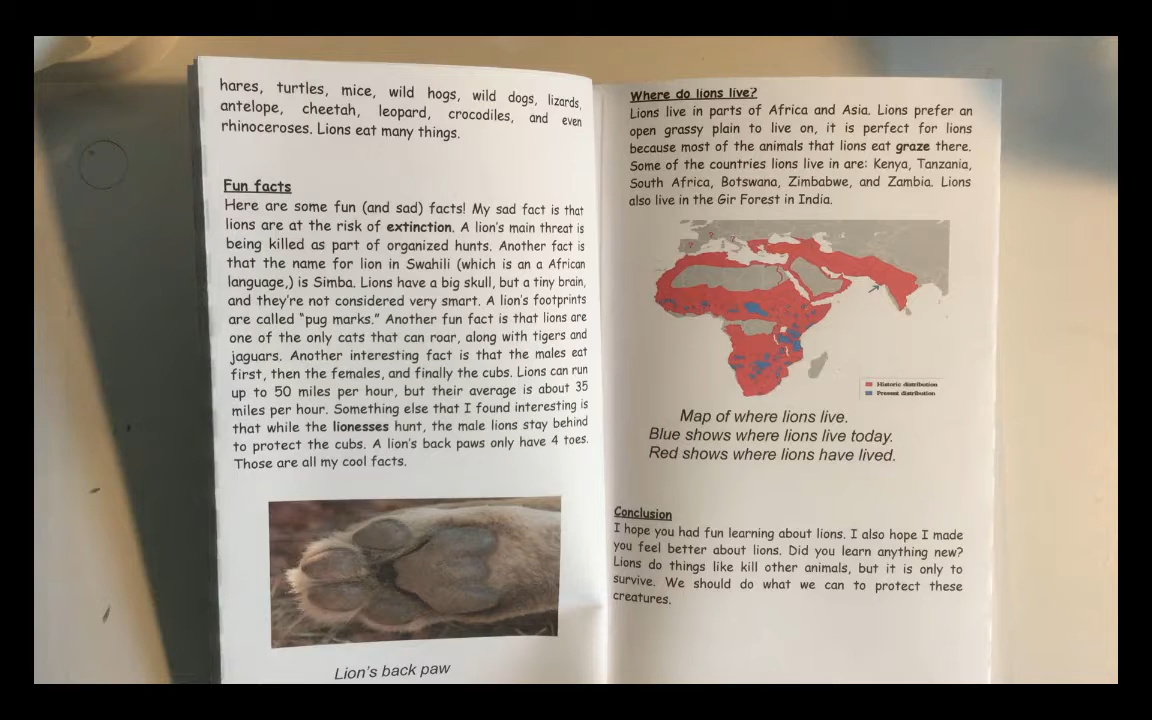 hares, turtles, mice, wild hogs, wild dogs, lizards,
antelope, cheetah, leopard, crocodiles, and even
rhinoceroses. Lions eat many things.
Fun facts
Here are some fun (and sad) facts! My sad fact is that
lions are at the risk of extinction. A lion's main threat is
being killed as part of organized hunts. Another fact is
that the name for lion in Swahili (which is an a African
language,) is Simba. Lions have a big skull, but a tiny brain,
and they're not considered very smart. A lion's footprints
are called "pug marks." Another fun fact is that lions are
one of the only cats that can roar, along with tigers and
jaguars. Another interesting fact is that the males eat
first, then the females, and finally the cubs. Lions can run
up to 50 miles per hour, but their average is about 35
miles per hour. Something else that I found interesting is
that while the lionesses hunt, the male lions stay behind
to protect the cubs. A lion's back paws only have 4 toes.
Those are all my cool facts.
Lion's back paw
Where do lions live?
Lions live in parts of Africa and Asia. Lions prefer an
open grassy plain to live on, it is perfect for lions
because most of the animals that lions eat graze there.
Some of the countries lions live in are: Kenya, Tanzania,
South Africa, Botswana, Zimbabwe, and Zambia. Lions
also live in the Gir Forest in India.
? ? ?
?
Historic distribution
Present distribution
Map of where lions live.
Blue shows where lions live today.
Red shows where lions have lived.
Conclusion
I hope you had fun learning about lions. I also hope I made
you feel better about lions. Did you learn anything new?
Lions do things like kill other animals, but it is only to
survive. We should do what we can to protect these
creatures.